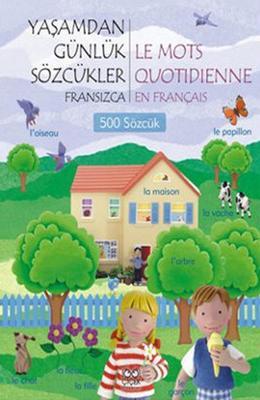 YAŞAMDAN
GÜNLÜK
SÖZCÜKLER
FRANSIZCA
LE MOTS
QUOTIDIENNE
EN FRANÇAIS
500 Sözcük
l'oiseau
le papillon
la maison
la vache
l'arbre
le chat
la fleur
la fille
le garçon